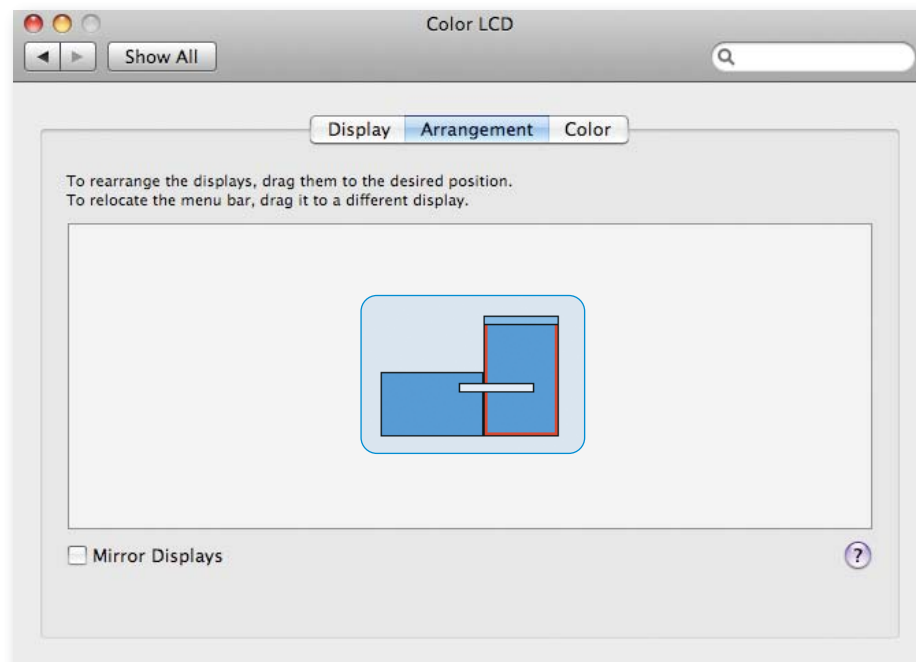 Color LCD
Show All
Display Arrangement Color
To rearrange the displays, drag them to the desired position.
To relocate the menu bar, drag it to a different display.
Mirror Displays
?